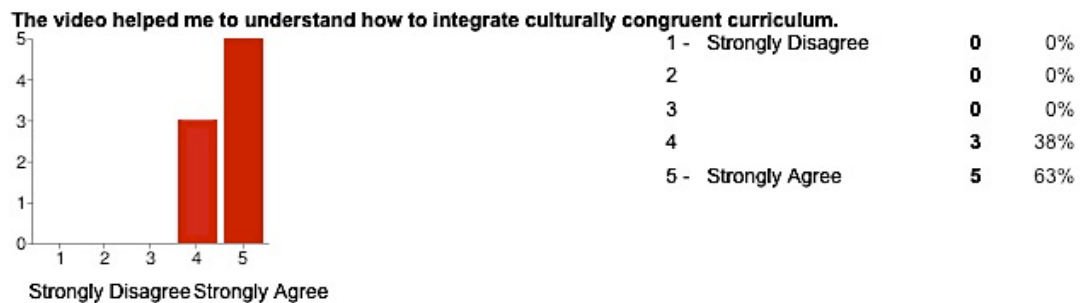 The video helped me to understand how to integrate culturally congruent curriculum.
5
4
3
2
1
0
1 2 3 4 5
Strongly Disagree Strongly Agree
1 - Strongly Disagree 0 0%
2 0 0%
3 0 0%
4 3 38%
5 - Strongly Agree 5 63%